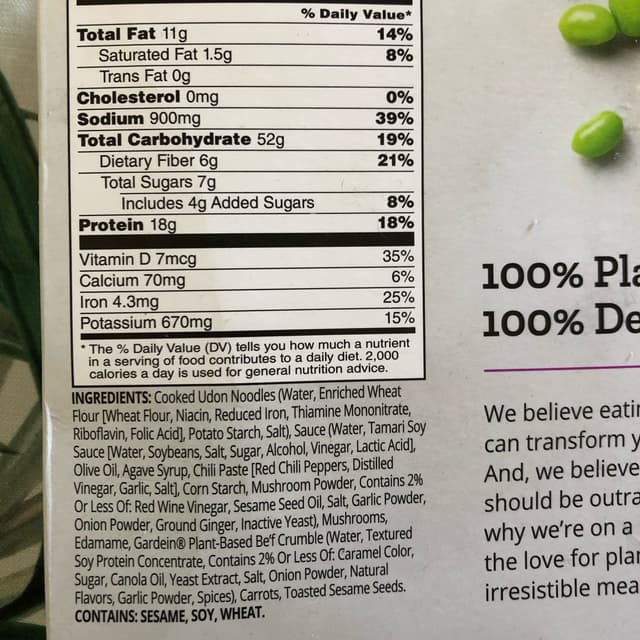 % Daily Value*
Total Fat 11g 14%
Saturated Fat 1.5g 8%
Trans Fat 0g
Cholesterol 0mg 0%
Sodium 900mg 39%
Total Carbohydrate 52g 19%
Dietary Fiber 6g 21%
Total Sugars 7g
Includes 4g Added Sugars 8%
Protein 18g 18%
Vitamin D 7mcg 35%
Calcium 70mg 6%
Iron 4.3mg 25%
Potassium 670mg 15%
* The % Daily Value (DV) tells you how much a nutrient
in a serving of food contributes to a daily diet. 2,000
calories a day is used for general nutrition advice.
INGREDIENTS: Cooked Udon Noodles (Water, Enriched Wheat
Flour [Wheat Flour, Niacin, Reduced Iron, Thiamine Mononitrate,
Riboflavin, Folic Acid], Potato Starch, Salt), Sauce (Water, Tamari Soy
Sauce [Water, Soybeans, Salt, Sugar, Alcohol, Vinegar, Lactic Acid],
Olive Oil, Agave Syrup, Chili Paste [Red Chili Peppers, Distilled
Vinegar, Garlic, Salt], Corn Starch, Mushroom Powder, Contains 2%
Or Less Of: Red Wine Vinegar, Sesame Seed Oil, Salt, Garlic Powder,
Onion Powder, Ground Ginger, Inactive Yeast), Mushrooms,
Edamame, Gardein® Plant-Based Be'f Crumble (Water, Textured
Soy Protein Concentrate, Contains 2% Or Less Of: Caramel Color,
Sugar, Canola Oil, Yeast Extract, Salt, Onion Powder, Natural
Flavors, Garlic Powder, Spices), Carrots, Toasted Sesame Seeds.
CONTAINS: SESAME, SOY, WHEAT.
100% Pla
100% De
We believe eatin
can transform y
And, we believe
should be outra
why we're on a
the love for plan
irresistible mea